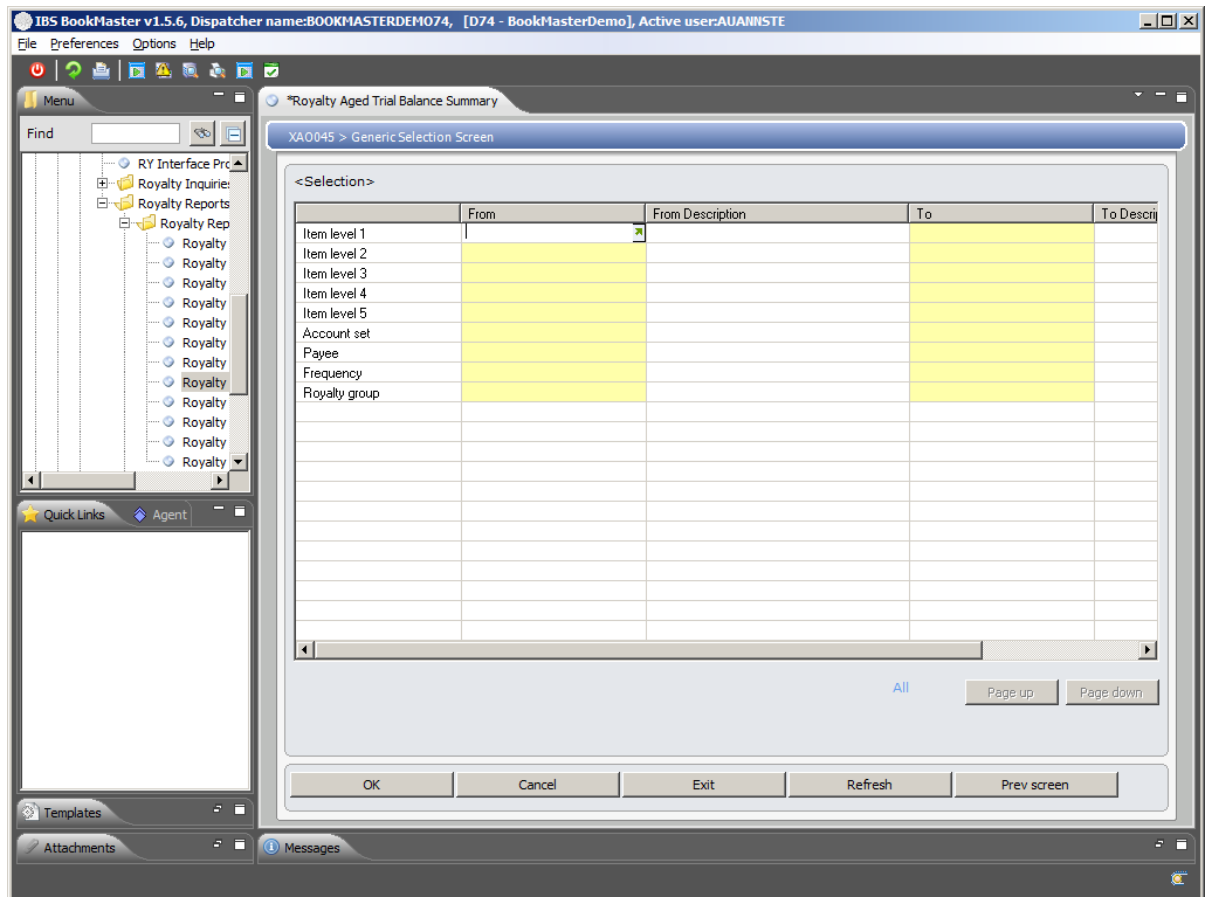 IBS BookMaster v1.5.6, Dispatcher name:BOOKMASTERDEMO74, [D74 - BookMasterDemo], Active user:AUANNSTE
File Preferences Options Help
Menu
Find
RY Interface Prc
Royalty Inquirie:
Royalty Reports
Royalty Rep
Royalty
Royalty
Royalty
Royalty
Royalty
Royalty
Royalty
Royalty
Royalty
Royalty
Royalty
Royalty
Quick Links Agent
Templates
Attachments
*Royalty Aged Trial Balance Summary
XAO045 > Generic Selection Screen
<Selection>
From From Description To To Descrip
Item level 1
Item level 2
Item level 3
Item level 4
Item level 5
Account set
Payee
Frequency
Royalty group
All Page up Page down
OK Cancel Exit Refresh Prev screen
Messages